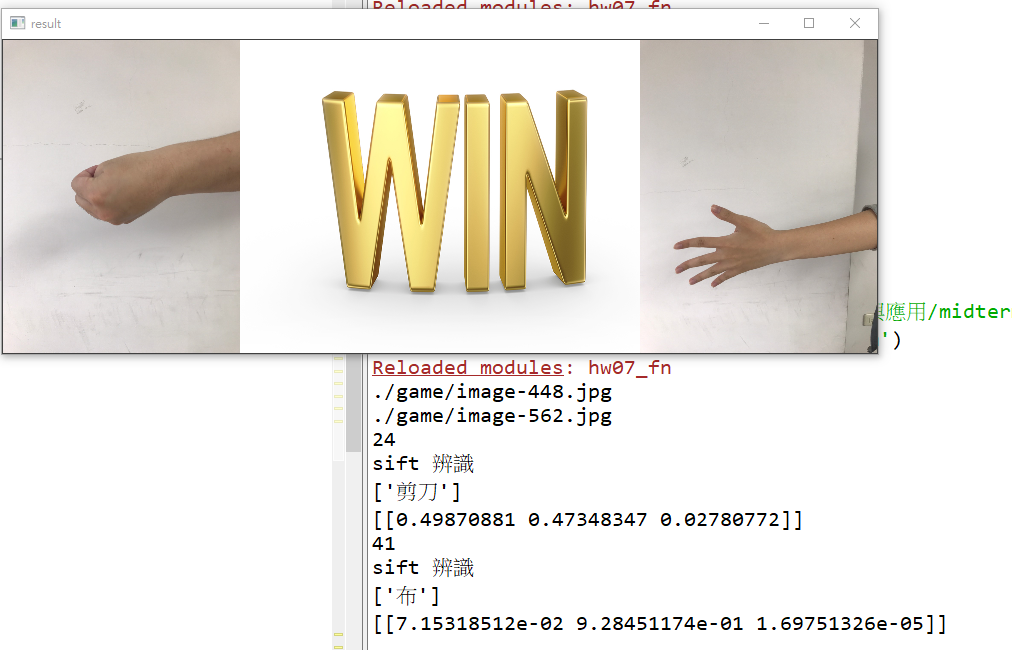 Reloaded modules: hw07_fn
result
WIN
應用/midter
')
Reloaded modules: hw07_fn
./game/image-448.jpg
./game/image-562.jpg
24
sift 辨識
['剪刀']
[[0.49870881 0.47348347 0.02780772]]
41
sift 辨識
['布']
[[7.15318512e-02 9.28451174e-01 1.69751326e-05]]